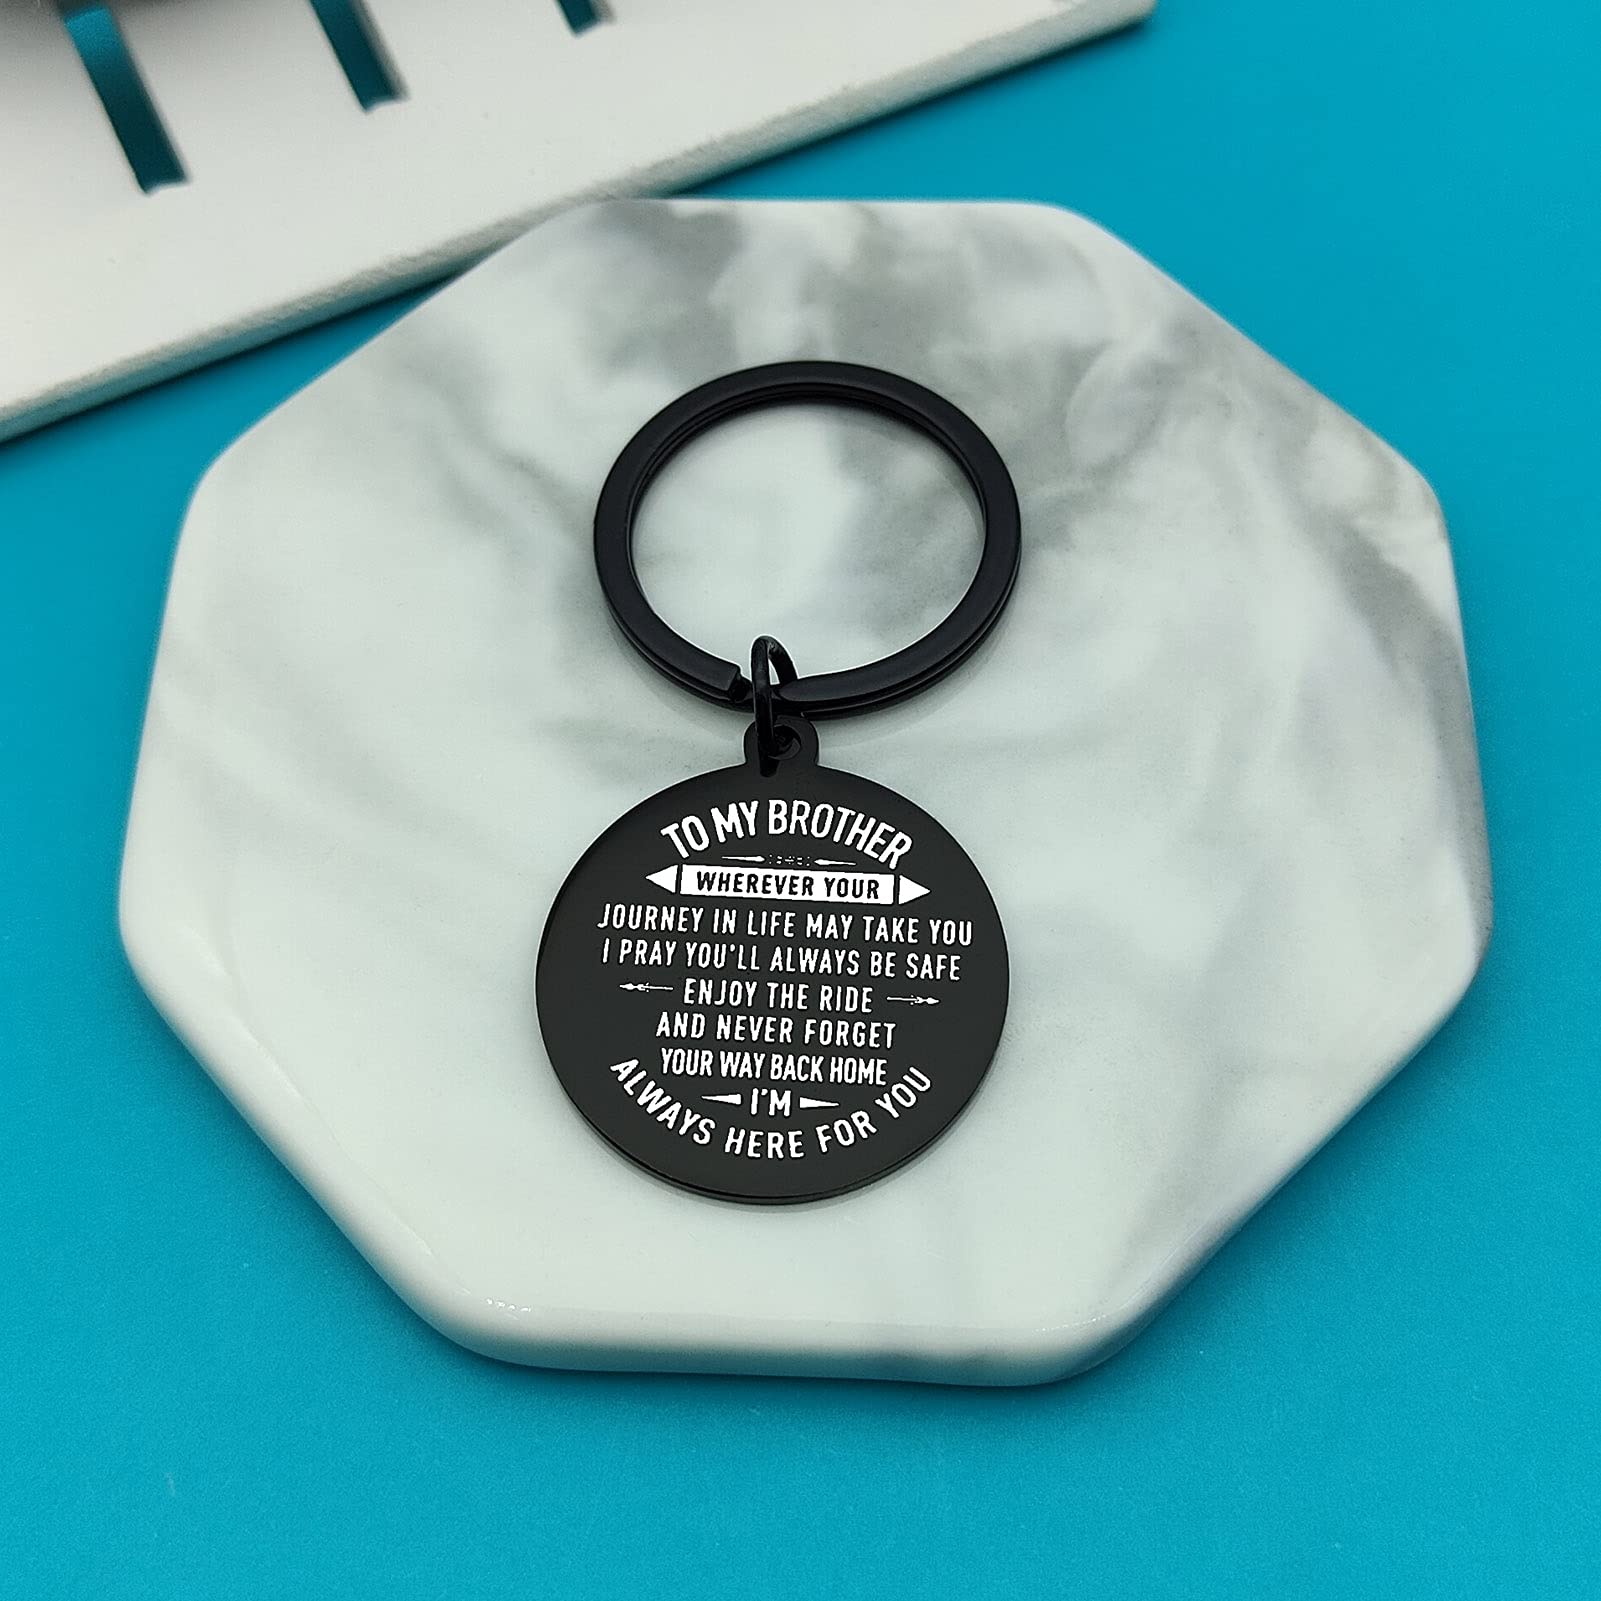 TO MY BROTHER
WHEREVER YOUR
JOURNEY IN LIFE MAY TAKE YOU
I PRAY YOU'LL ALWAYS BE SAFE
ENJOY THE RIDE
AND NEVER FORGET
YOUR WAY BACK HOME
I'M
ALWAYS HERE FOR YOU